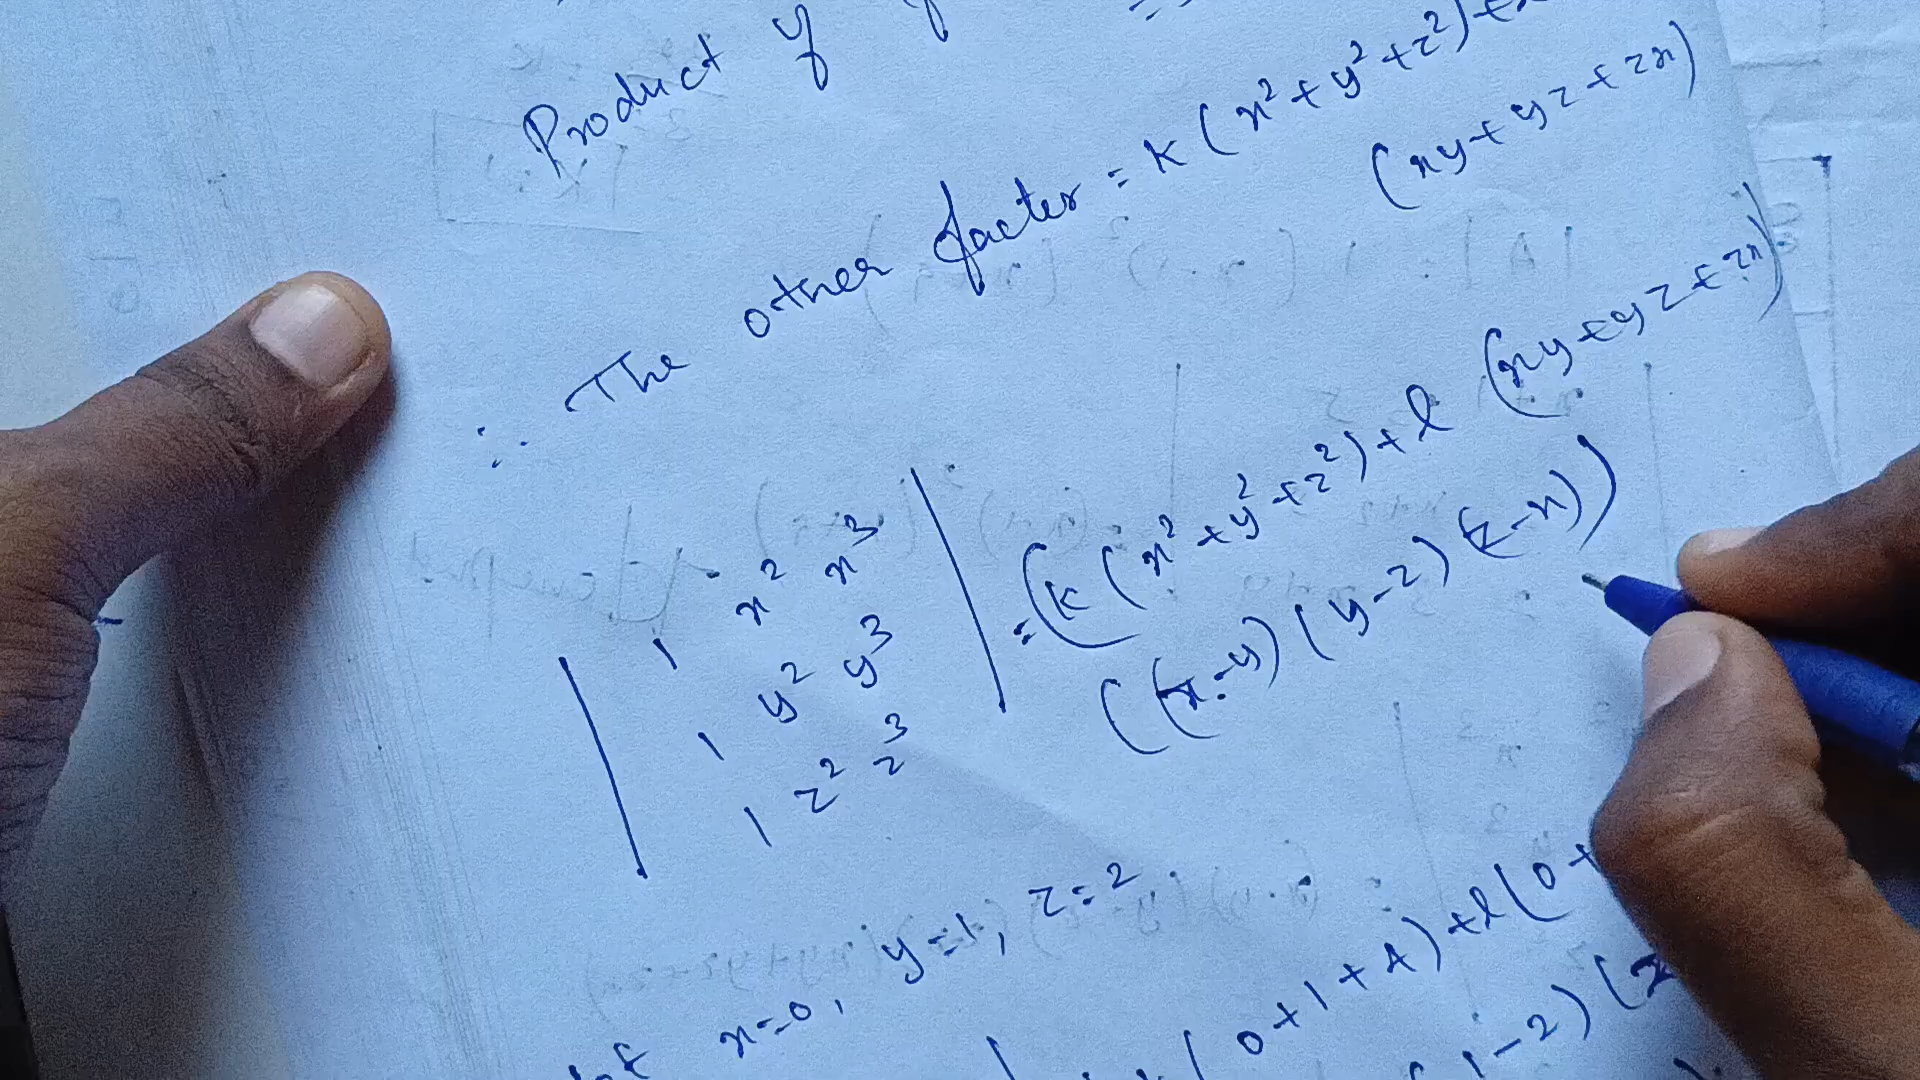 Product of
∴ The other factor = k (x² + y² + z²) +
(xy + yz + zx)
| 1 x² x³ |
| 1 y² y³ | = (k (x² + y² + z²) + l (xy + yz + zx)
| 1 z² z³ | ((x-y) (y-z) (z-x))
x=0, y=1, z=2
(0+1+4) + l (0+
1-2) (2